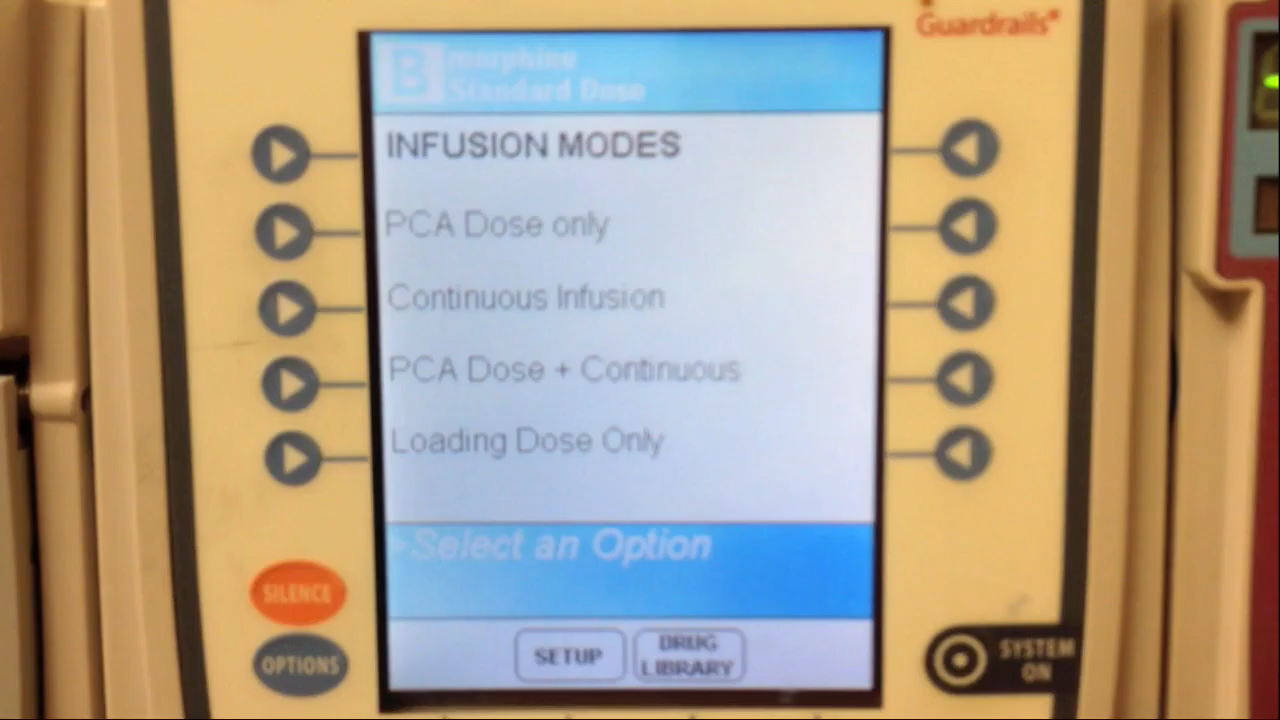 Guardrails®
B morphine
Standard Dose
INFUSION MODES
PCA Dose only
Continuous Infusion
PCA Dose + Continuous
Loading Dose Only
>Select an Option
SILENCE
OPTIONS
SETUP
DRUG
LIBRARY
SYSTEM
ON